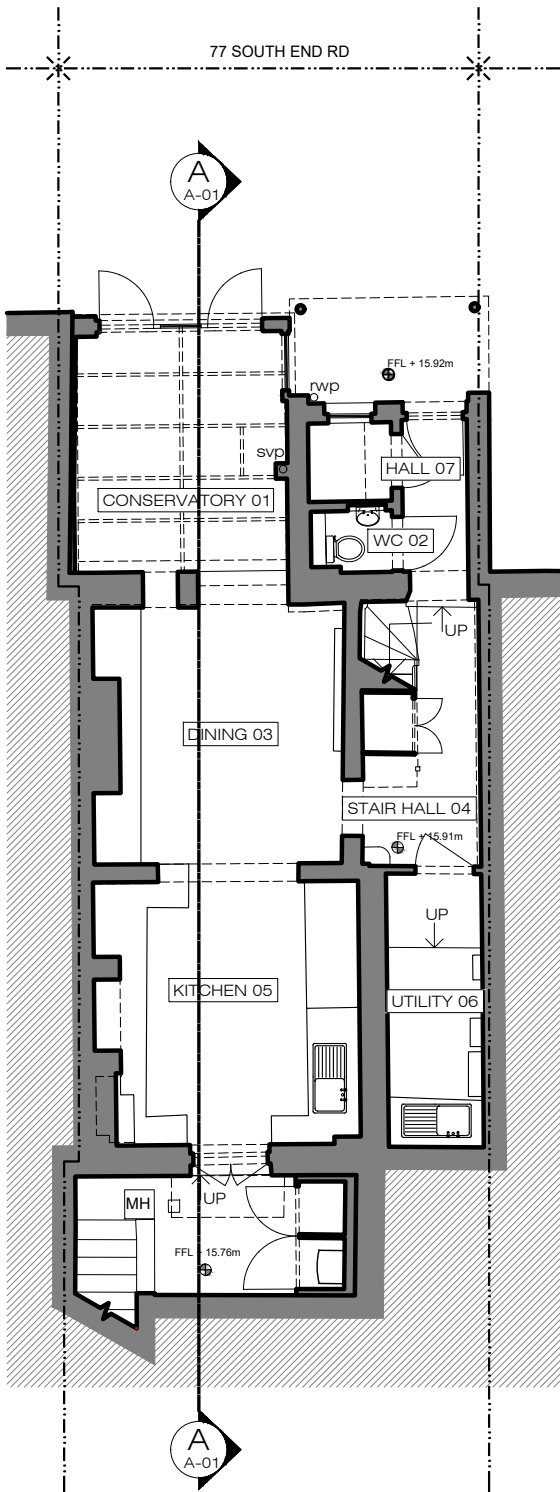 77 SOUTH END RD
A
A-01
FFL + 15.92m
rwp
svp
HALL 07
CONSERVATORY 01
WC 02
UP
DINING 03
STAIR HALL 04
FFL + 15.91m
UP
KITCHEN 05
UTILITY 06
MH
UP
FFL + 15.76m
A
A-01